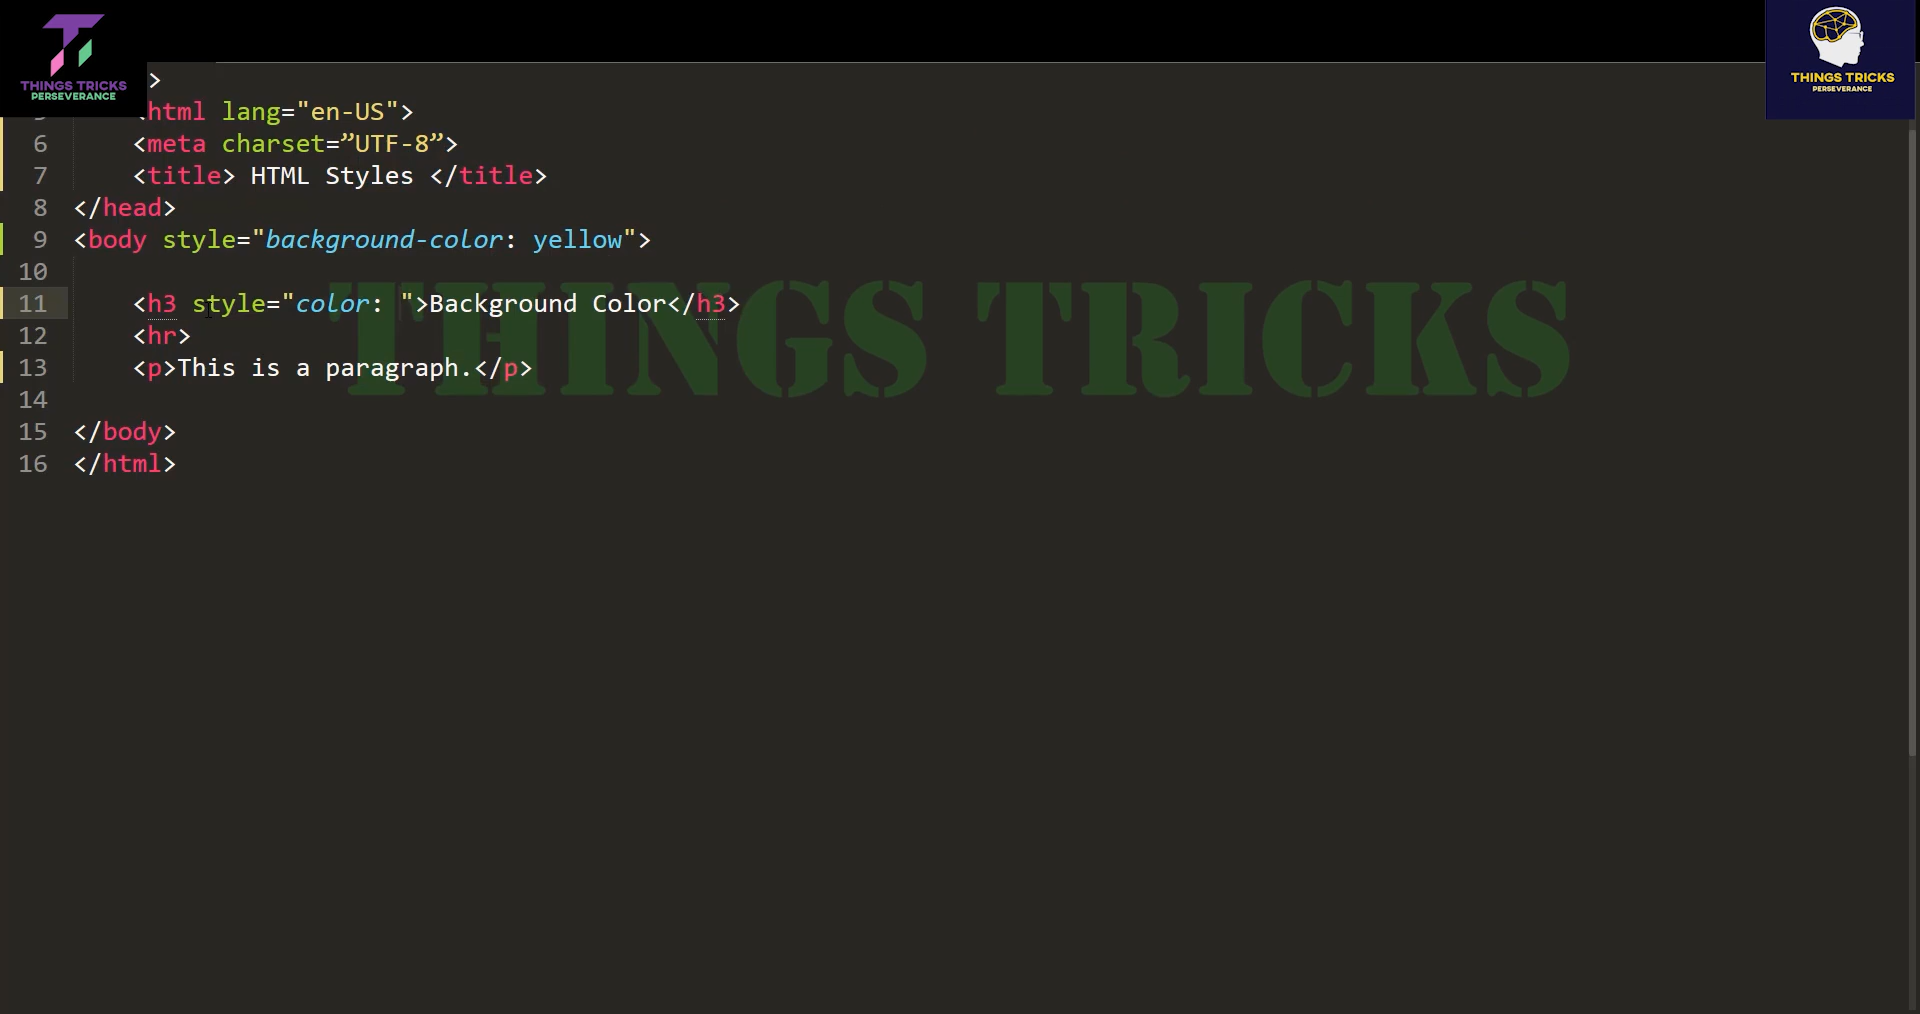 THINGS TRICKS
PERSEVERANCE
THINGS TRICKS
PERSEVERANCE
>
html lang="en-US">
6 <meta charset=”UTF-8”>
7 <title> HTML Styles </title>
8 </head>
9 <body style="background-color: yellow">
10
11 <h3 style="color: ">Background Color</h3>
12 <hr>
13 <p>This is a paragraph.</p>
14
15 </body>
16 </html>
THINGS TRICKS